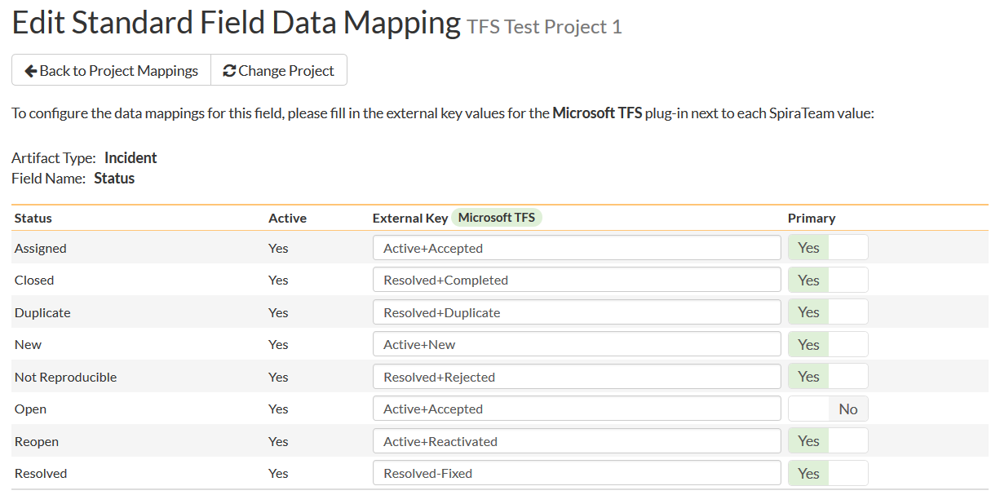 Edit Standard Field Data Mapping TFS Test Project 1
Back to Project Mappings Change Project
To configure the data mappings for this field, please fill in the external key values for the Microsoft TFS plug-in next to each SpiraTeam value:
Artifact Type: Incident
Field Name: Status
Status Active External Key Microsoft TFS Primary
Assigned Yes Active+Accepted Yes
Closed Yes Resolved+Completed Yes
Duplicate Yes Resolved+Duplicate Yes
New Yes Active+New Yes
Not Reproducible Yes Resolved+Rejected Yes
Open Yes Active+Accepted No
Reopen Yes Active+Reactivated Yes
Resolved Yes Resolved-Fixed Yes